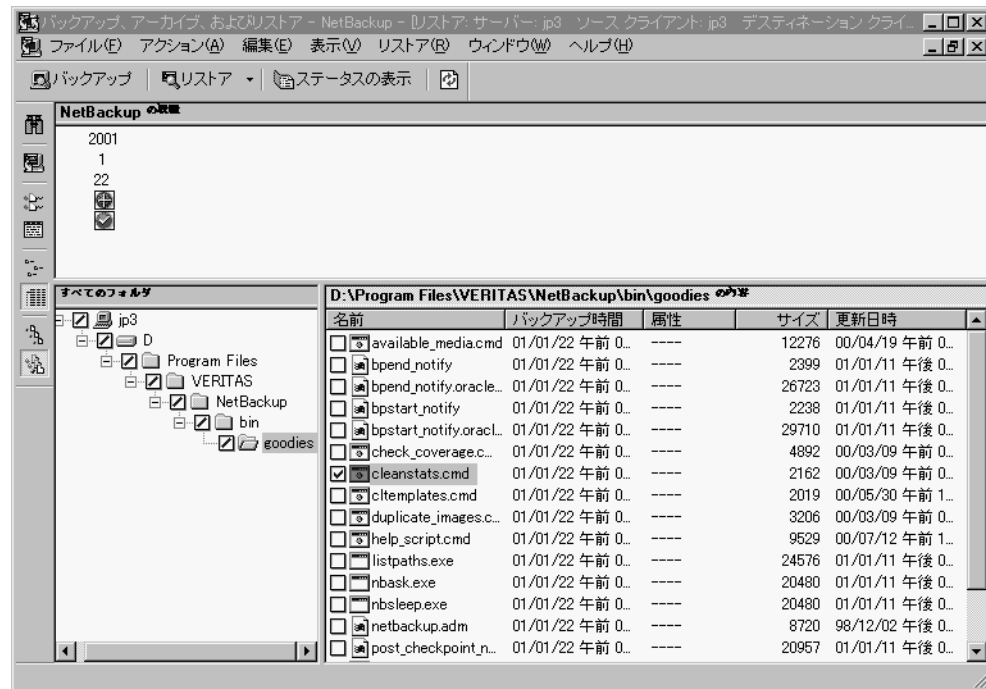 バックアップ、アーカイブ、およびリストア - NetBackup - [リストア: サーバー: jp3 ソース クライアント: jp3 デスティネーション クライ...
ファイル(F) アクション(A) 編集(E) 表示(V) リストア(R) ウィンドウ(W) ヘルプ(H)
バックアップ リストア ステータスの表示
NetBackup の
2001
1
22
すべてのフォルダ
D:\Program Files\VERITAS\NetBackup\bin\goodies の内容
jp3
D
Program Files
VERITAS
NetBackup
bin
goodies
名前 バックアップ時間 属性 サイズ 更新日時
available_media.cmd 01/01/22 午前 0... ---- 12276 00/04/19 午前 0...
bpend_notify 01/01/22 午前 0... ---- 2399 01/01/11 午後 0...
bpend_notify.oracle... 01/01/22 午前 0... ---- 26723 01/01/11 午後 0...
bpstart_notify 01/01/22 午前 0... ---- 2238 01/01/11 午後 0...
bpstart_notify.oracl... 01/01/22 午前 0... ---- 29710 01/01/11 午後 0...
check_coverage.c... 01/01/22 午前 0... ---- 4892 00/03/09 午前 0...
cleanstats.cmd 01/01/22 午前 0... ---- 2162 00/03/09 午前 0...
cltemplates.cmd 01/01/22 午前 0... ---- 2019 00/05/30 午前 1...
duplicate_images.c... 01/01/22 午前 0... ---- 3206 00/03/09 午前 0...
help_script.cmd 01/01/22 午前 0... ---- 9529 00/07/12 午前 1...
listpaths.exe 01/01/22 午前 0... ---- 24576 01/01/11 午後 0...
nbask.exe 01/01/22 午前 0... ---- 20480 01/01/11 午後 0...
nbsleep.exe 01/01/22 午前 0... ---- 20480 01/01/11 午後 0...
netbackup.adm 01/01/22 午前 0... ---- 8720 98/12/02 午後 0...
post_checkpoint_n... 01/01/22 午前 0... ---- 20957 01/01/11 午後 0...